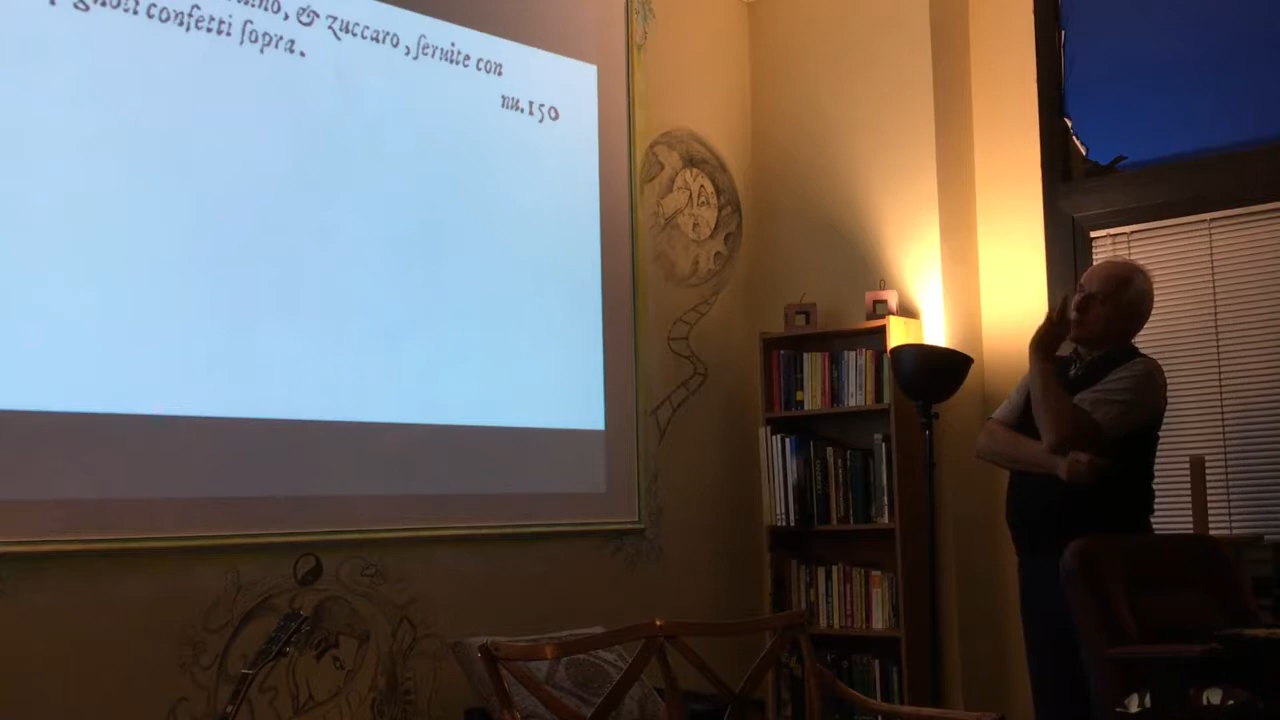 & zuccaro, ſeruite con
confetti ſopra.
nu.150